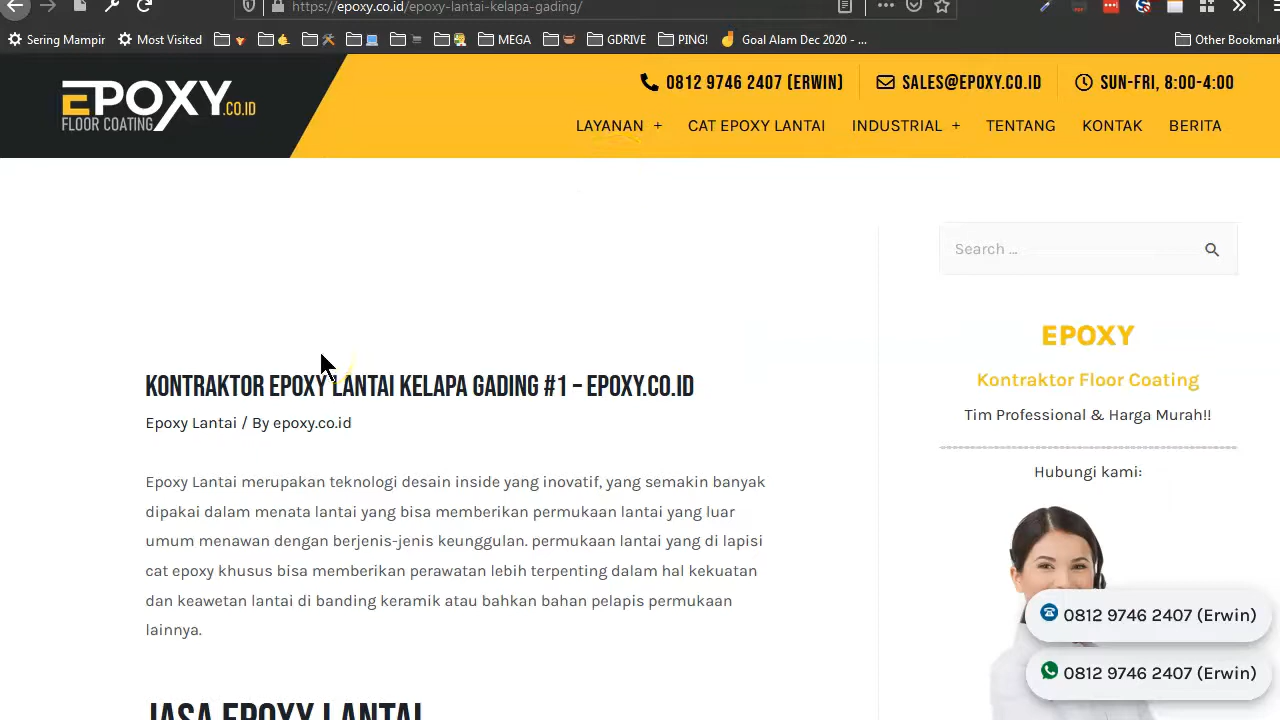 https://epoxy.co.id/epoxy-lantai-kelapa-gading/
Sering Mampir
Most Visited
MEGA
GDRIVE
PING!
Goal Alam Dec 2020 - ...
Other Bookmark
EPOXY.CO.ID
FLOOR COATING
0812 9746 2407 (ERWIN)
SALES@EPOXY.CO.ID
SUN-FRI, 8:00-4:00
LAYANAN +
CAT EPOXY LANTAI
INDUSTRIAL +
TENTANG
KONTAK
BERITA
KONTRAKTOR EPOXY LANTAI KELAPA GADING #1 – EPOXY.CO.ID
Epoxy Lantai / By epoxy.co.id
Epoxy Lantai merupakan teknologi desain inside yang inovatif, yang semakin banyak
dipakai dalam menata lantai yang bisa memberikan permukaan lantai yang luar
umum menawan dengan berjenis-jenis keunggulan. permukaan lantai yang di lapisi
cat epoxy khusus bisa memberikan perawatan lebih terpenting dalam hal kekuatan
dan keawetan lantai di banding keramik atau bahkan bahan pelapis permukaan
lainnya.
JASA EPOXY LANTAI
Search ...
EPOXY
Kontraktor Floor Coating
Tim Professional & Harga Murah!!
Hubungi kami:
0812 9746 2407 (Erwin)
0812 9746 2407 (Erwin)